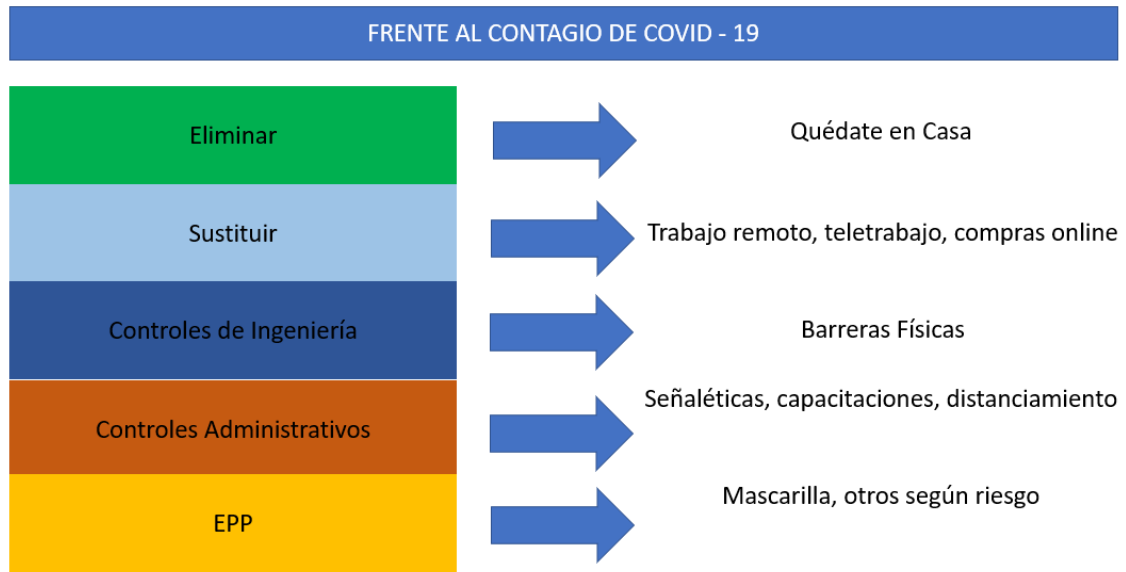 FRENTE AL CONTAGIO DE COVID - 19
Eliminar
Quédate en Casa
Sustituir
Trabajo remoto, teletrabajo, compras online
Controles de Ingeniería
Barreras Físicas
Controles Administrativos
Señaléticas, capacitaciones, distanciamiento
EPP
Mascarilla, otros según riesgo